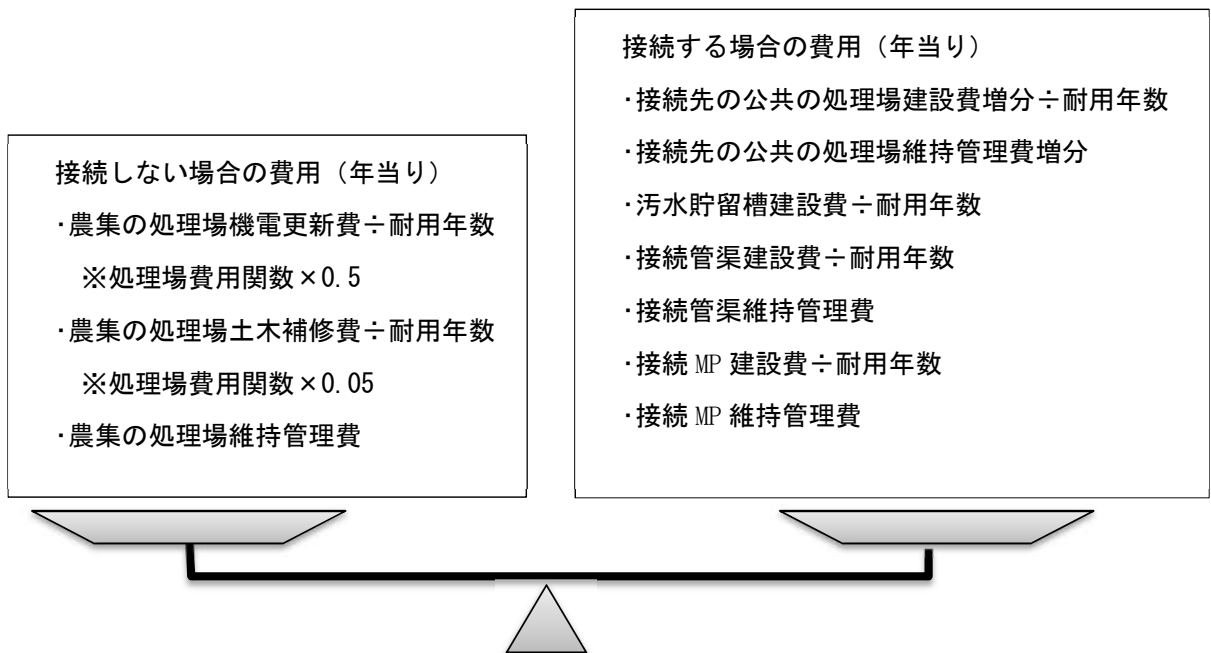 接続しない場合の費用（年当り）
・農集の処理場機電更新費÷耐用年数
※処理場費用関数×0.5
・農集の処理場土木補修費÷耐用年数
※処理場費用関数×0.05
・農集の処理場維持管理費
接続する場合の費用（年当り）
・接続先の公共の処理場建設費増分÷耐用年数
・接続先の公共の処理場維持管理費増分
・汚水貯留槽建設費÷耐用年数
・接続管渠建設費÷耐用年数
・接続管渠維持管理費
・接続 MP 建設費÷耐用年数
・接続 MP 維持管理費